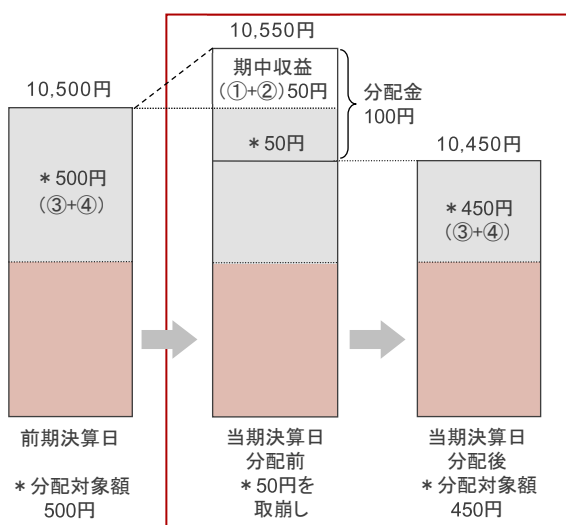 10,500円
＊500円
(③+④)
前期決算日
＊分配対象額
500円
10,550円
期中収益
(①+②)50円
＊50円
分配金
100円
当期決算日
分配前
＊50円を
取崩し
10,450円
＊450円
(③+④)
当期決算日
分配後
＊分配対象額
450円